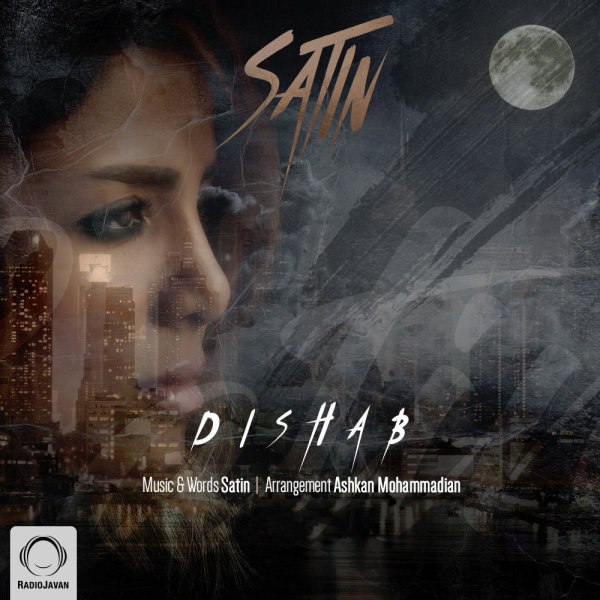 SATIN
DISHAB
Music & Words Satin | Arrangement Ashkan Mohammadian
RADIOJAVAN